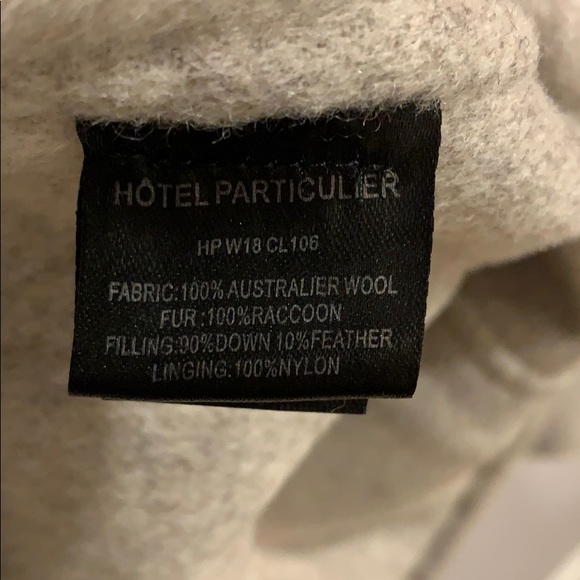 HÔTEL PARTICULIER
HP W18 CL106
FABRIC:100% AUSTRALIER WOOL
FUR :100%RACCOON
FILLING:90%DOWN 10%FEATHER
LINGING:100%NYLON